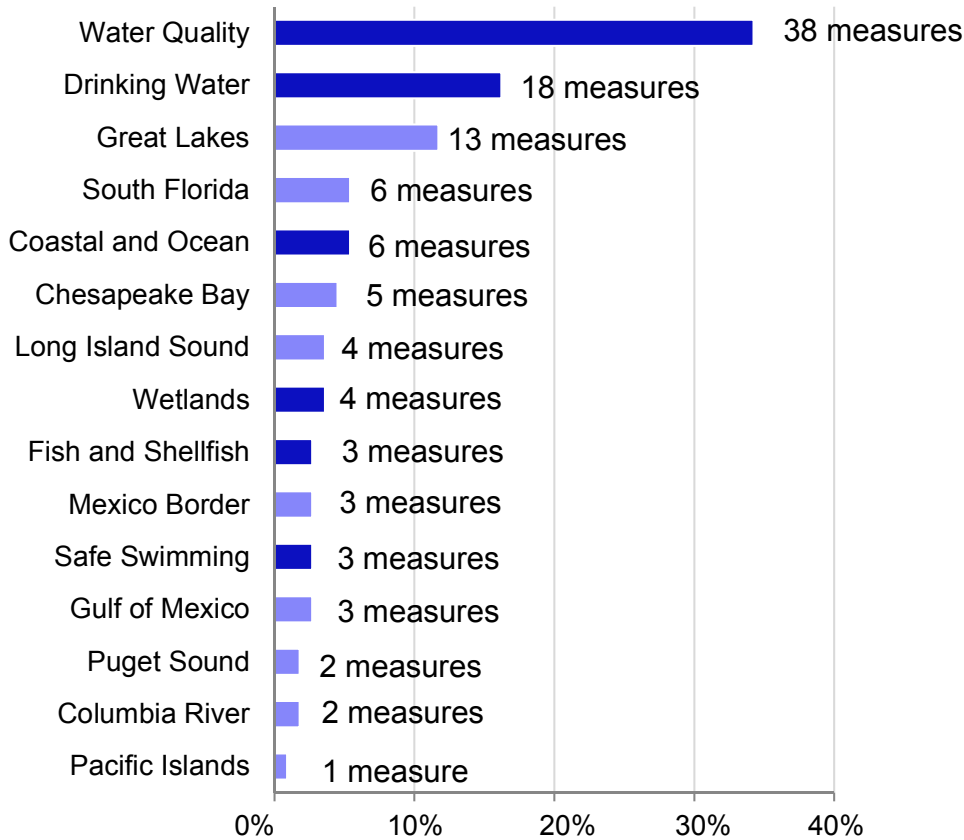 Water Quality 38 measures
Drinking Water 18 measures
Great Lakes 13 measures
South Florida 6 measures
Coastal and Ocean 6 measures
Chesapeake Bay 5 measures
Long Island Sound 4 measures
Wetlands 4 measures
Fish and Shellfish 3 measures
Mexico Border 3 measures
Safe Swimming 3 measures
Gulf of Mexico 3 measures
Puget Sound 2 measures
Columbia River 2 measures
Pacific Islands 1 measure
0% 10% 20% 30% 40%